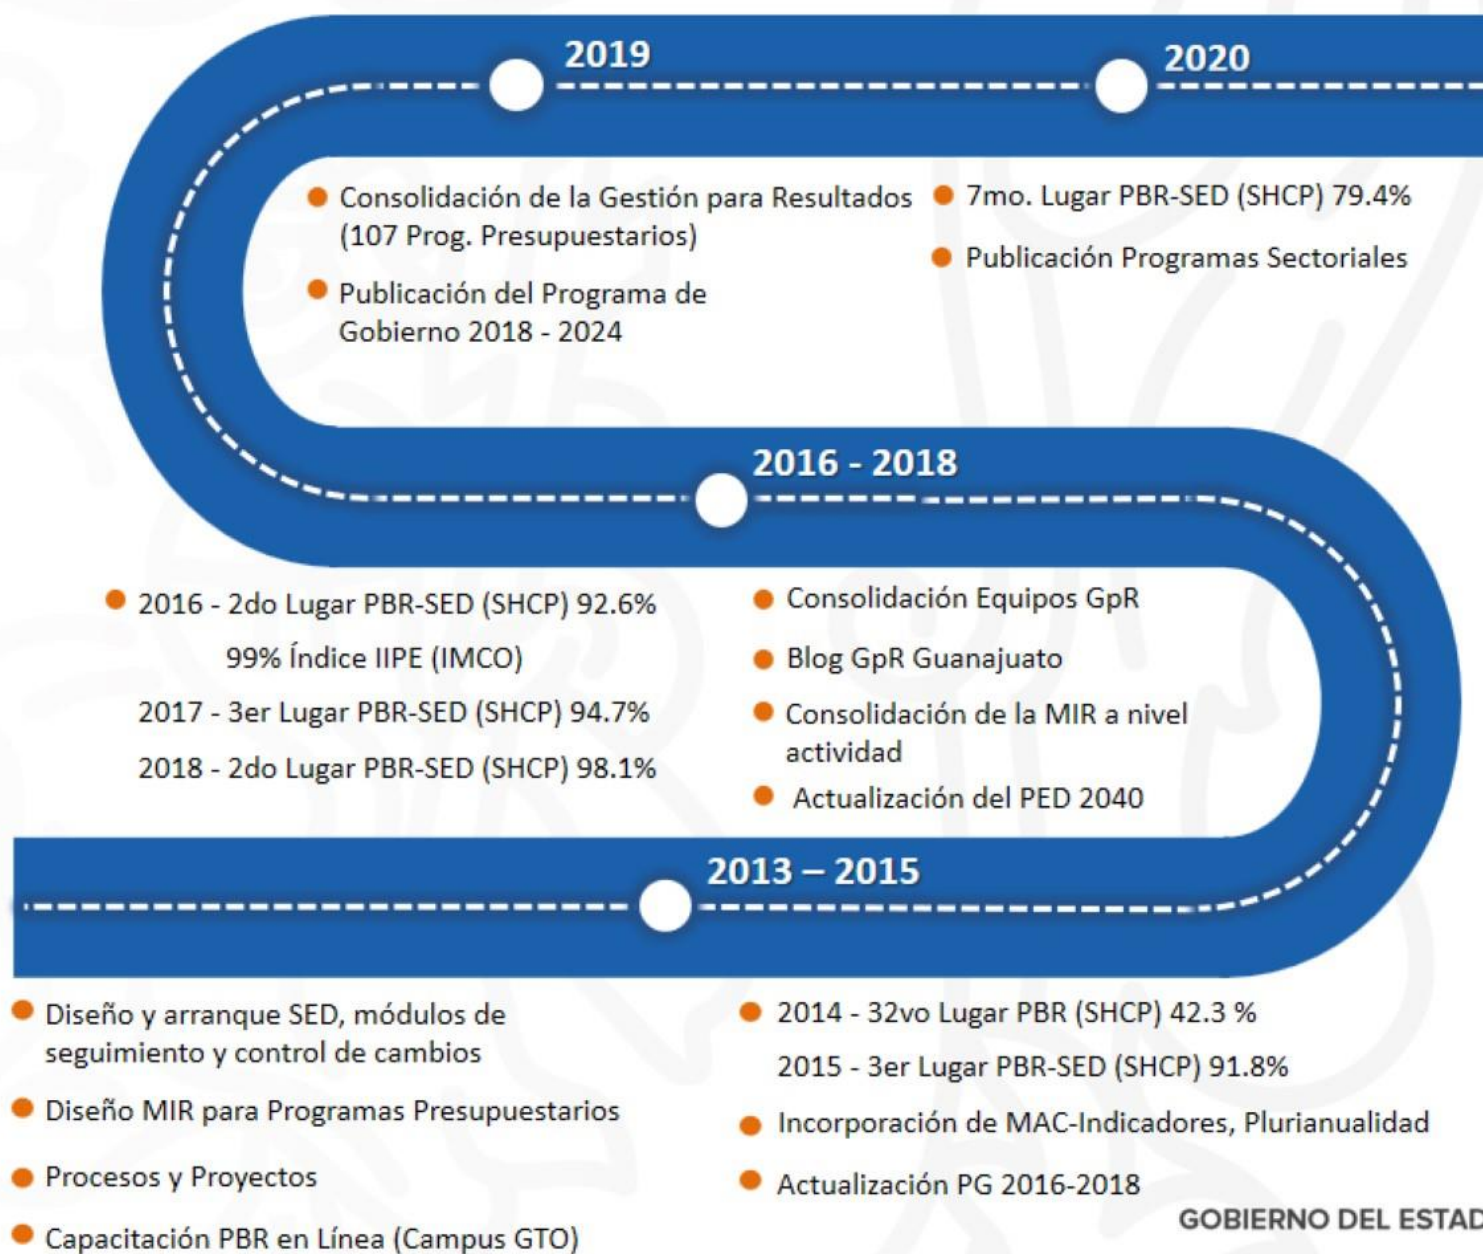 2019
2020
Consolidación de la Gestión para Resultados
(107 Prog. Presupuestarios)
Publicación del Programa de
Gobierno 2018 - 2024
7mo. Lugar PBR-SED (SHCP) 79.4%
Publicación Programas Sectoriales
2016 - 2018
2016 - 2do Lugar PBR-SED (SHCP) 92.6%
99% Índice IIPE (IMCO)
2017 - 3er Lugar PBR-SED (SHCP) 94.7%
2018 - 2do Lugar PBR-SED (SHCP) 98.1%
Consolidación Equipos GpR
Blog GpR Guanajuato
Consolidación de la MIR a nivel
actividad
Actualización del PED 2040
2013 – 2015
Diseño y arranque SED, módulos de
seguimiento y control de cambios
Diseño MIR para Programas Presupuestarios
Procesos y Proyectos
Capacitación PBR en Línea (Campus GTO)
2014 - 32vo Lugar PBR (SHCP) 42.3 %
2015 - 3er Lugar PBR-SED (SHCP) 91.8%
Incorporación de MAC-Indicadores, Plurianualidad
Actualización PG 2016-2018
GOBIERNO DEL ESTAD